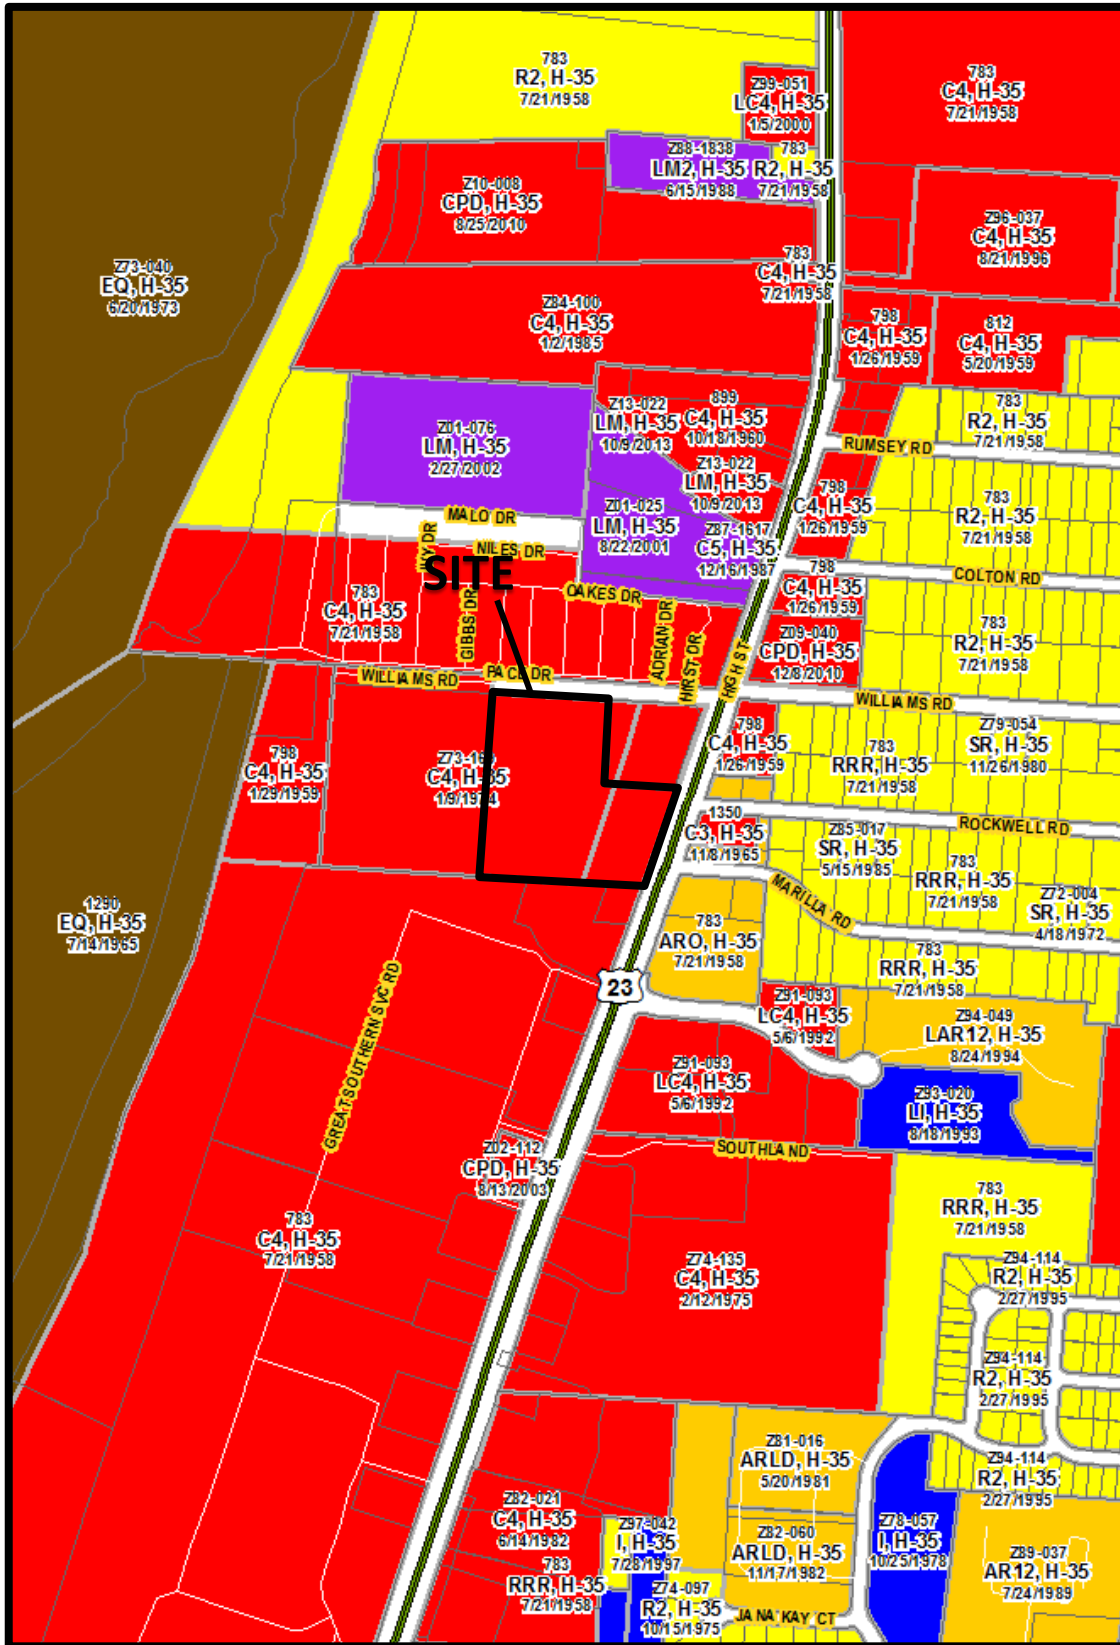 783
R2, H-35
7/21/1958
Z99-051
LC4, H-35
1/5/2000
783
C4, H-35
7/21/1958
Z88-1838
LM2, H-35
6/15/1988
783
R2, H-35
7/21/1958
Z10-008
CPD, H-35
8/25/2010
Z96-037
C4, H-35
8/21/1996
Z73-040
EQ, H-35
6/20/1973
783
C4, H-35
7/21/1958
Z84-100
C4, H-35
1/2/1985
798
C4, H-35
1/26/1959
812
C4, H-35
5/20/1959
Z13-022
LM, H-35
10/9/2013
899
C4, H-35
10/18/1960
783
R2, H-35
7/21/1958
RUMSEY RD
Z01-076
LM, H-35
2/27/2002
Z13-022
LM, H-35
10/9/2013
798
C4, H-35
1/26/1959
783
R2, H-35
7/21/1958
MALO DR
Z01-025
LM, H-35
8/22/2001
Z87-1617
C5, H-35
12/16/1987
NILES DR
SITE
798
C4, H-35
1/26/1959
COLTON RD
783
C4, H-35
7/21/1958
GIBBS DR
OAKES DR
ADRIAN DR
HIRST DR
HIGH ST
Z09-040
CPD, H-35
12/8/2010
783
R2, H-35
7/21/1958
WILLIAMS RD
PACE DR
WILLIAMS RD
798
C4, H-35
1/29/1959
C4, H-35
1/9/1974
798
C4, H-35
1/26/1959
783
RRR, H-35
7/21/1958
Z79-054
SR, H-35
11/26/1980
1350
C3, H-35
11/8/1965
ROCKWELL RD
Z85-017
SR, H-35
5/15/1985
783
RRR, H-35
7/21/1958
MARILLA RD
Z72-004
SR, H-35
4/18/1972
1290
EQ, H-35
7/14/1965
783
ARO, H-35
7/21/1958
783
RRR, H-35
7/21/1958
23
GREAT SOUTHERN SVC RD
Z91-093
LC4, H-35
5/6/1992
Z94-049
LAR12, H-35
8/24/1994
Z91-093
LC4, H-35
5/6/1992
Z93-020
LI, H-35
8/18/1993
SOUTHLAND
Z02-112
CPD, H-35
8/13/2003
783
RRR, H-35
7/21/1958
783
C4, H-35
7/21/1958
Z74-135
C4, H-35
2/12/1975
Z94-114
R2, H-35
2/27/1995
Z94-114
R2, H-35
2/27/1995
Z81-016
ARLD, H-35
5/20/1981
Z94-114
R2, H-35
2/27/1995
Z82-021
C4, H-35
6/14/1982
Z97-042
I, H-35
7/28/1997
Z82-060
ARLD, H-35
11/17/1982
Z78-057
I, H-35
10/25/1978
Z89-037
AR12, H-35
7/24/1989
783
RRR, H-35
7/21/1958
Z74-097
R2, H-35
10/15/1975
JANA KAY CT